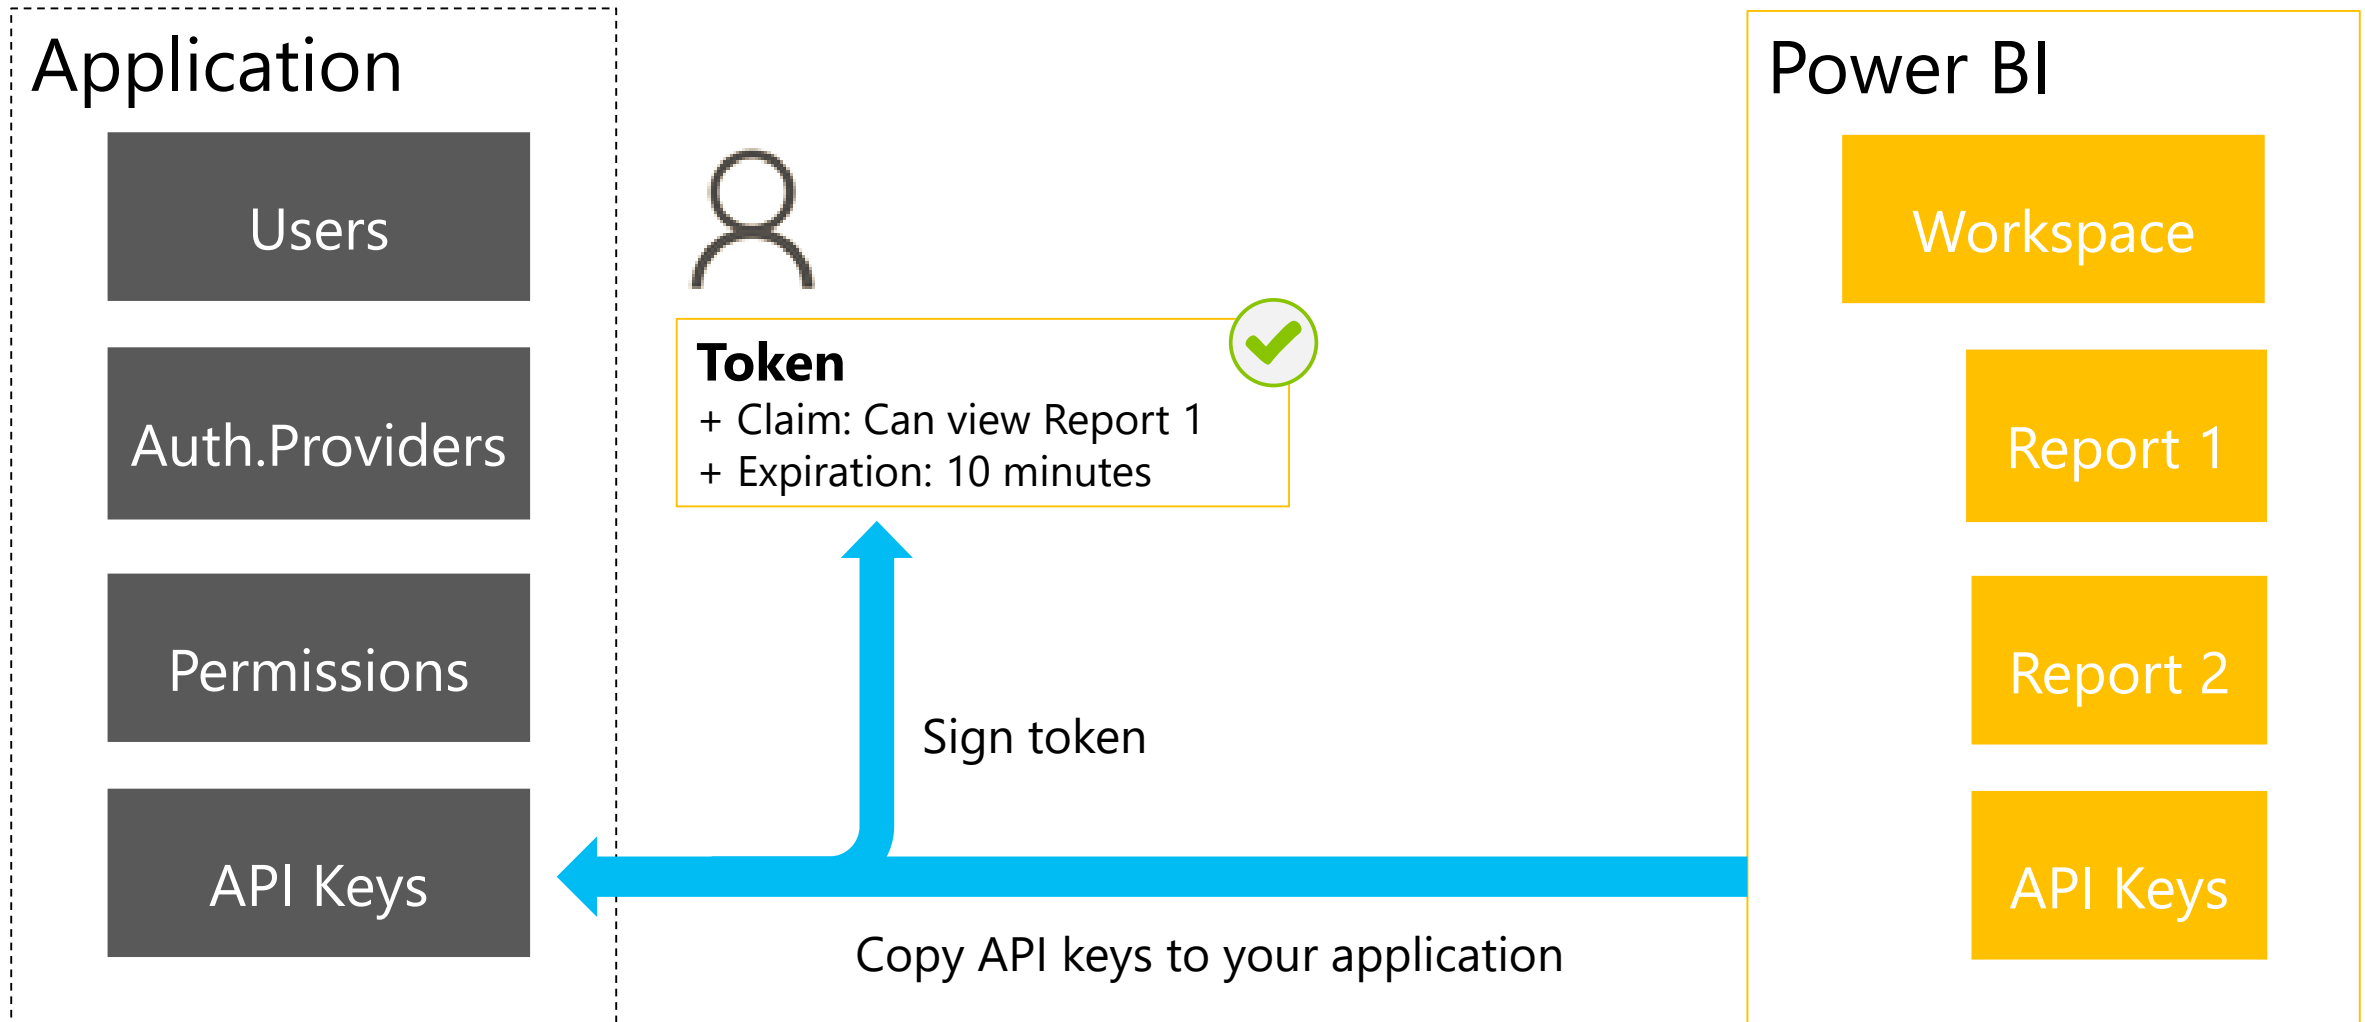 Application
Users
Auth.Providers
Permissions
API Keys
Token
+ Claim: Can view Report 1
+ Expiration: 10 minutes
Sign token
Copy API keys to your application
Power BI
Workspace
Report 1
Report 2
API Keys